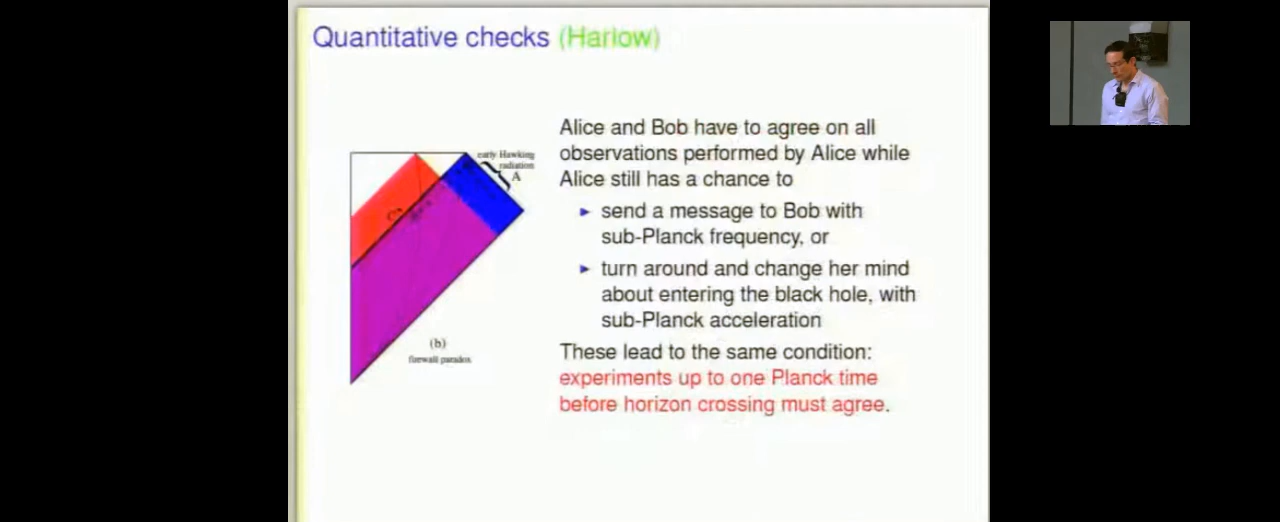 Quantitative checks (Harlow)
early Hawking
radiation
A
C
Alice and Bob have to agree on all
observations performed by Alice while
Alice still has a chance to
► send a message to Bob with
sub-Planck frequency, or
► turn around and change her mind
about entering the black hole, with
sub-Planck acceleration
(b)
firewall paradox
These lead to the same condition:
experiments up to one Planck time
before horizon crossing must agree.